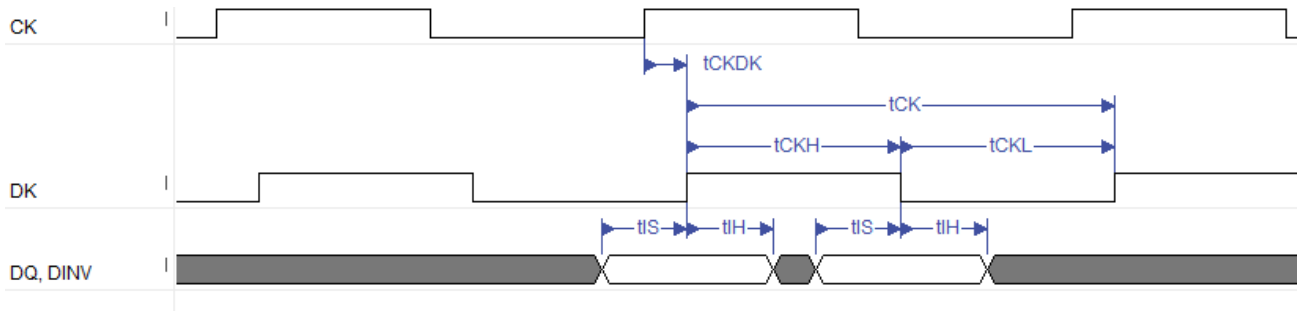 CK
tCKDK
tCK
tCKH tCKL
DK
tIS tIH tIS tIH
DQ, DINV